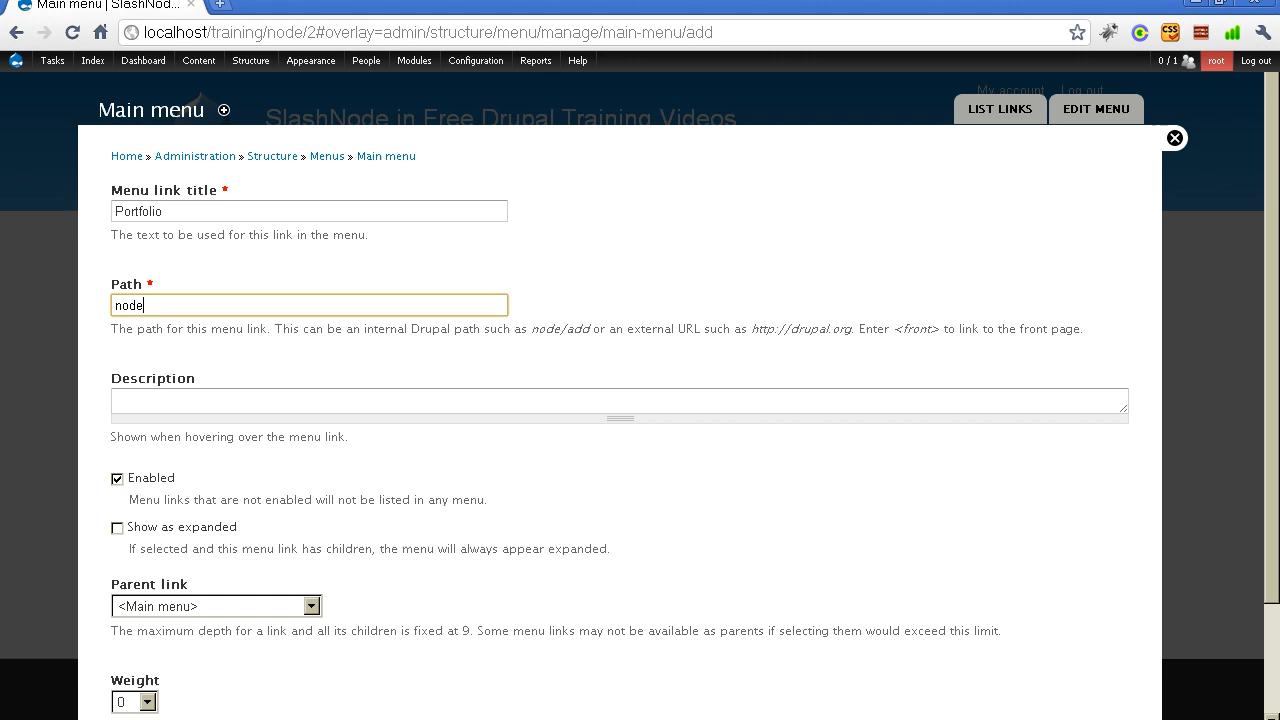 Main menu | SlashNode...
localhost/training/node/2#overlay=admin/structuremenu/manage/main-menu/add
Tasks Index Dashboard Content Structure Appearance People Modules Configuration Reports Help 0 / 1 root Log out
My account Log out
Main menu
SlashNode in Free Drupal Training Videos
LIST LINKS EDIT MENU
Home » Administration » Structure » Menus » Main menu
Menu link title *
Portfolio
The text to be used for this link in the menu.
Path *
node
The path for this menu link. This can be an internal Drupal path such as node/add or an external URL such as http://drupal.org. Enter <front> to link to the front page.
Description
Shown when hovering over the menu link.
Enabled
Menu links that are not enabled will not be listed in any menu.
Show as expanded
If selected and this menu link has children, the menu will always appear expanded.
Parent link
<Main menu>
The maximum depth for a link and all its children is fixed at 9. Some menu links may not be available as parents if selecting them would exceed this limit.
Weight
0